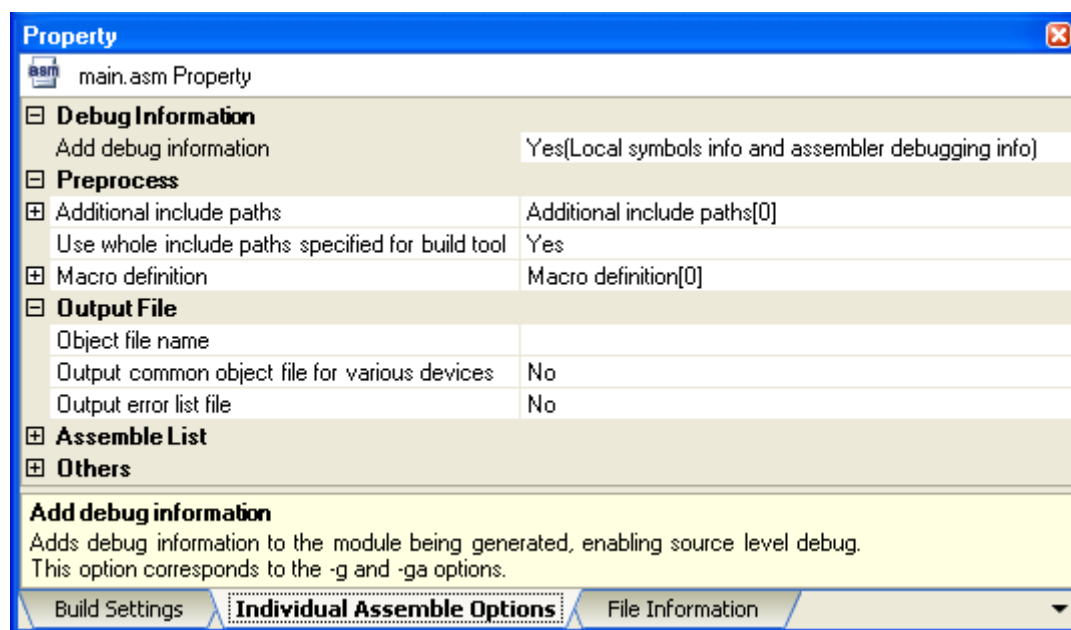 Property
asm main.asm Property
Debug Information
Add debug information Yes(Local symbols info and assembler debugging info)
Preprocess
Additional include paths Additional include paths[0]
Use whole include paths specified for build tool Yes
Macro definition Macro definition[0]
Output File
Object file name
Output common object file for various devices No
Output error list file No
Assemble List
Others
Add debug information
Adds debug information to the module being generated, enabling source level debug.
This option corresponds to the -g and -ga options.
Build Settings Individual Assemble Options File Information